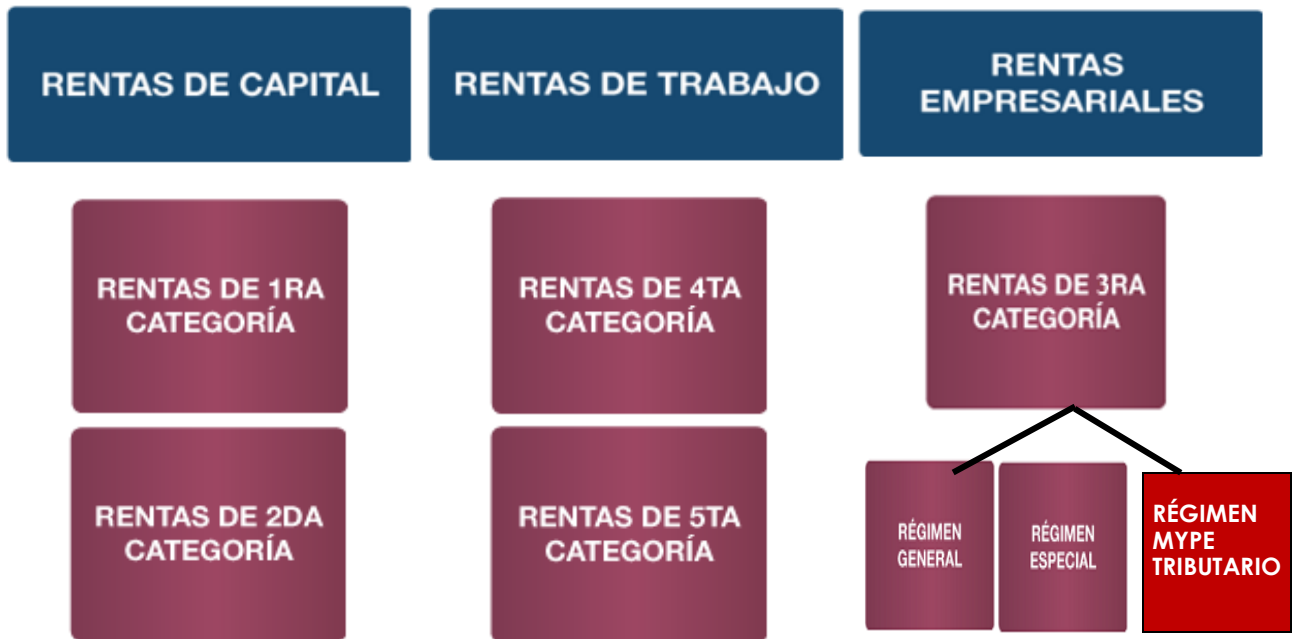 RENTAS DE CAPITAL
RENTAS DE TRABAJO
RENTAS
EMPRESARIALES
RENTAS DE 1RA
CATEGORÍA
RENTAS DE 4TA
CATEGORÍA
RENTAS DE 3RA
CATEGORÍA
RENTAS DE 2DA
CATEGORÍA
RENTAS DE 5TA
CATEGORÍA
RÉGIMEN
GENERAL
RÉGIMEN
ESPECIAL
RÉGIMEN
MYPE
TRIBUTARIO